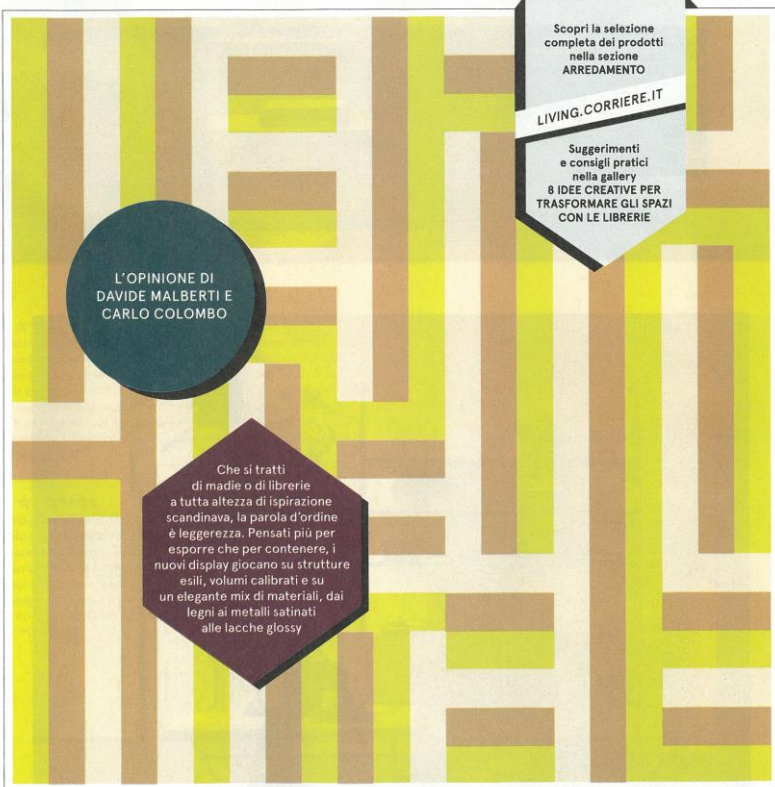 Scopri la selezione
completa dei prodotti
nella sezione
ARREDAMENTO
LIVING.CORRIERE.IT
Suggerimenti
e consigli pratici
nella gallery
8 IDEE CREATIVE PER
TRASFORMARE GLI SPAZI
CON LE LIBRERIE
L'OPINIONE DI
DAVIDE MALBERTI E
CARLO COLOMBO
Che si tratti
di madie o di librerie
a tutta altezza di ispirazione
scandinava, la parola d'ordine
è leggerezza. Pensati più per
esporre che per contenere, i
nuovi display giocano su strutture
esili, volumi calibrati e su
un elegante mix di materiali, dai
legni ai metalli satinati
alle lacche glossy